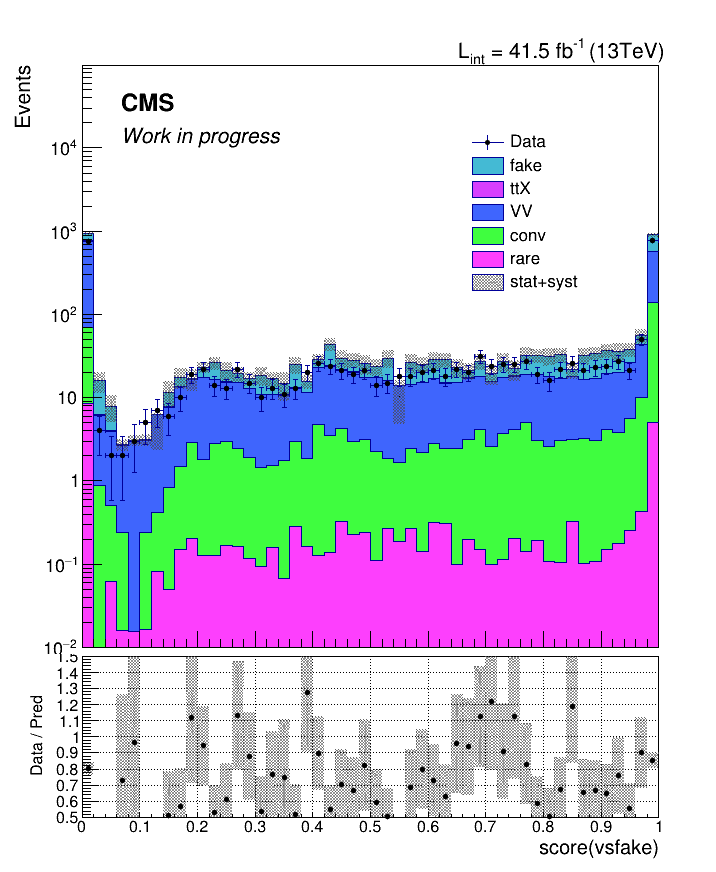 L_int = 41.5 fb^-1 (13TeV)
Events
CMS
Work in progress
Data
fake
ttX
VV
conv
rare
stat+syst
10^4
10^3
10^2
10
1
10^−1
10^−2
Data / Pred
1.5
1.4
1.3
1.2
1.1
1
0.9
0.8
0.7
0.6
0.5
0 0.1 0.2 0.3 0.4 0.5 0.6 0.7 0.8 0.9 1
score(vsfake)